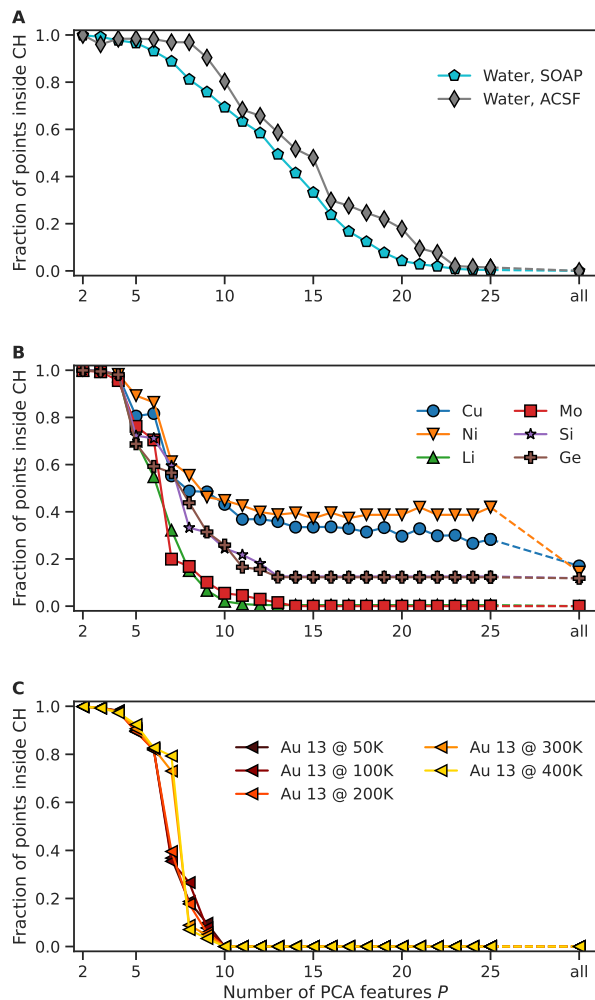 A
Fraction of points inside CH
1.0
0.8
0.6
0.4
0.2
0.0
Water, SOAP
Water, ACSF
2 5 10 15 20 25 all
B
Fraction of points inside CH
1.0
0.8
0.6
0.4
0.2
0.0
Cu Mo
Ni Si
Li Ge
2 5 10 15 20 25 all
C
Fraction of points inside CH
1.0
0.8
0.6
0.4
0.2
0.0
Au 13 @ 50K Au 13 @ 300K
Au 13 @ 100K Au 13 @ 400K
Au 13 @ 200K
2 5 10 15 20 25 all
Number of PCA features P